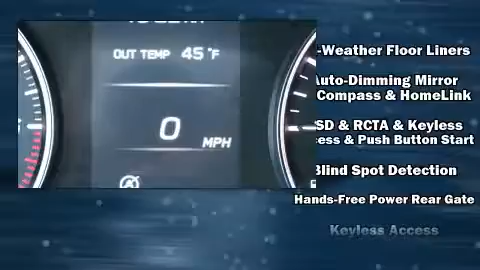 OUT TEMP 45°F
0 MPH
-Weather Floor Liners
Auto-Dimming Mirror
Compass & HomeLink
SD & RCTA & Keyless
cess & Push Button Start
Blind Spot Detection
Hands-Free Power Rear Gate
Keyless Access